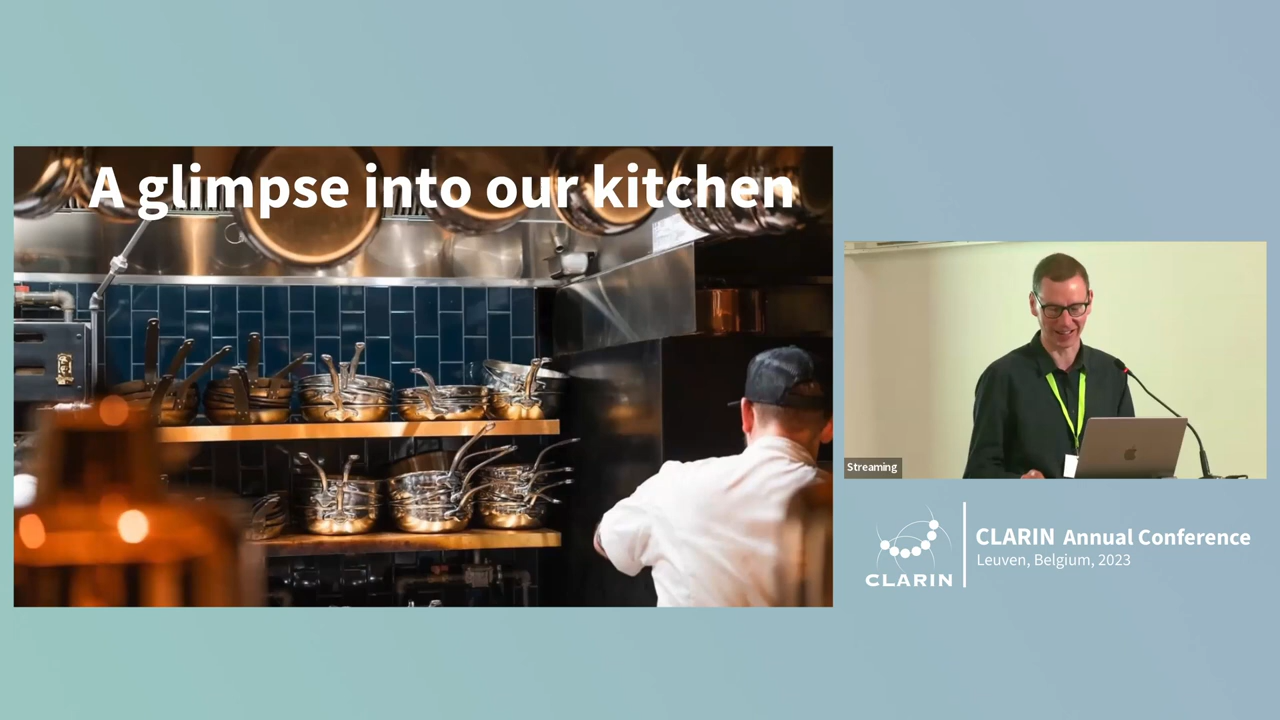 A glimpse into our kitchen
Streaming
CLARIN
CLARIN Annual Conference
Leuven, Belgium, 2023